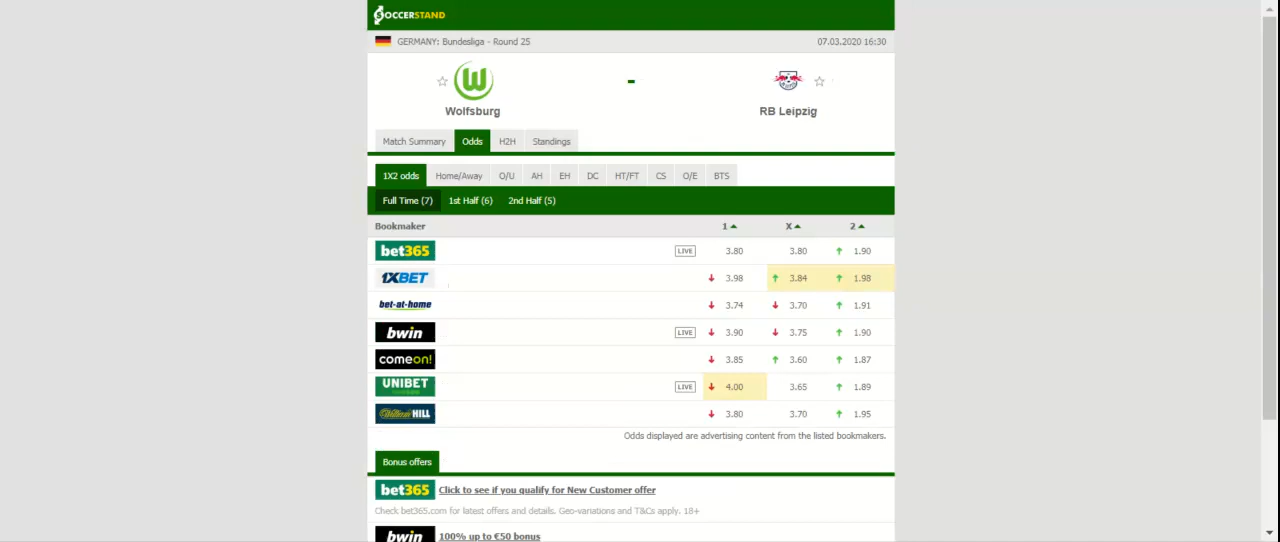 SOCCERSTAND
GERMANY: Bundesliga - Round 25 07.03.2020 16:30
-
Wolfsburg RB Leipzig
Match Summary Odds H2H Standings
1X2 odds Home/Away O/U AH EH DC HT/FT CS O/E BTS
Full Time (7) 1st Half (6) 2nd Half (5)
Bookmaker 1 X 2
bet365 LIVE 3.80 3.80 1.90
1XBET 3.98 3.84 1.98
bet-at-home 3.74 3.70 1.91
bwin LIVE 3.90 3.75 1.90
comeon! 3.85 3.60 1.87
UNIBET LIVE 4.00 3.65 1.89
William HILL 3.80 3.70 1.95
Odds displayed are advertising content from the listed bookmakers.
Bonus offers
bet365 Click to see if you qualify for New Customer offer
Check bet365.com for latest offers and details. Geo-variations and T&Cs apply. 18+
bwin 100% up to €50 bonus